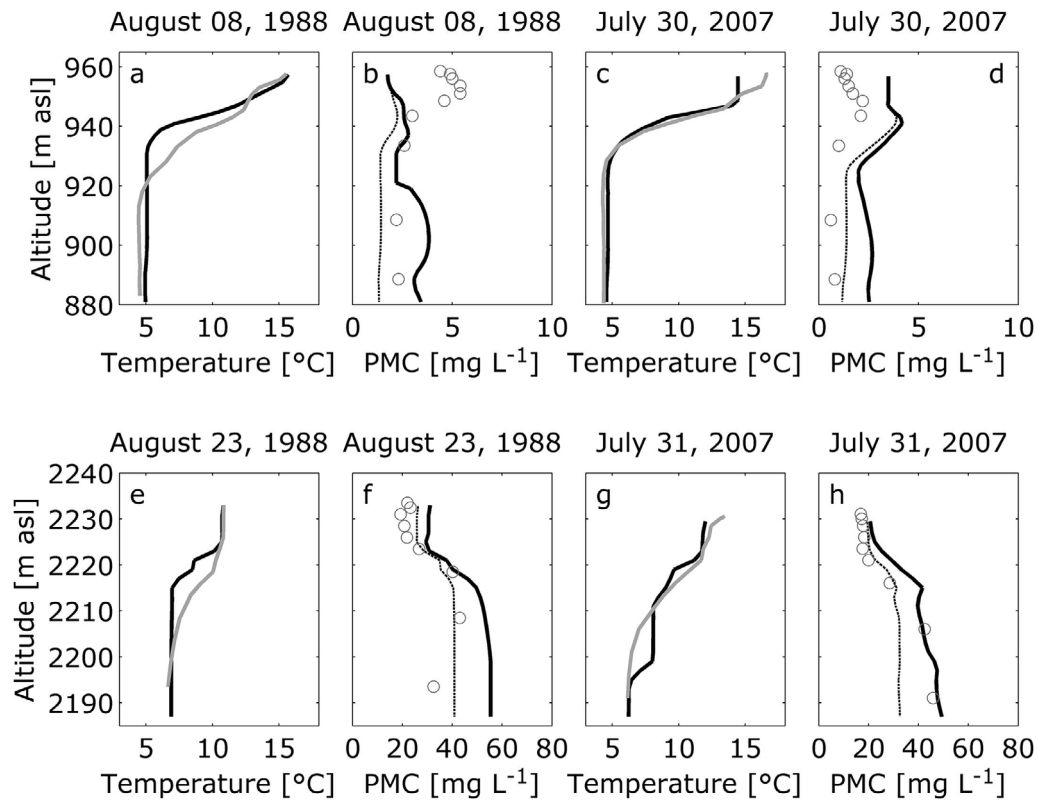 August 08, 1988 August 08, 1988 July 30, 2007 July 30, 2007
a b c d
960
940
920
900
880
Altitude [m asl]
5 10 15 0 5 10 5 10 15 0 5 10
Temperature [°C] PMC [mg L-1] Temperature [°C] PMC [mg L-1]
August 23, 1988 August 23, 1988 July 31, 2007 July 31, 2007
e f g h
2240
2230
2220
2210
2200
2190
Altitude [m asl]
5 10 15 0 20 40 60 80 5 10 15 0 20 40 60 80
Temperature [°C] PMC [mg L-1] Temperature [°C] PMC [mg L-1]